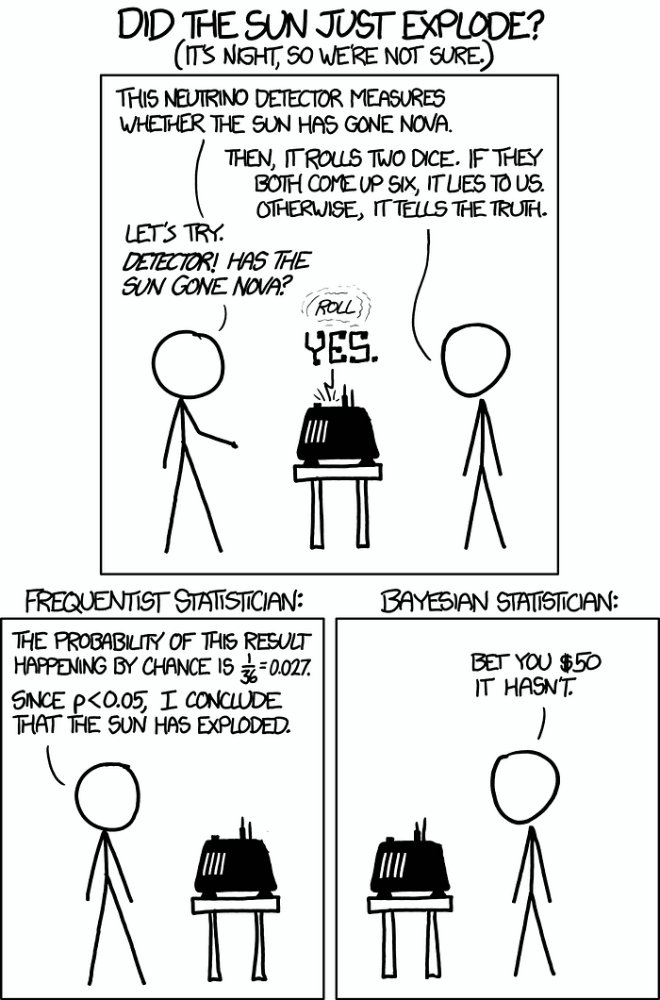 DID THE SUN JUST EXPLODE?
(IT'S NIGHT, SO WE'RE NOT SURE.)
THIS NEUTRINO DETECTOR MEASURES
WHETHER THE SUN HAS GONE NOVA.
THEN, IT ROLLS TWO DICE. IF THEY
BOTH COME UP SIX, IT LIES TO US.
OTHERWISE, IT TELLS THE TRUTH.
LET'S TRY.
DETECTOR! HAS THE
SUN GONE NOVA?
ROLL
YES.
FREQUENTIST STATISTICIAN:
THE PROBABILITY OF THIS RESULT
HAPPENING BY CHANCE IS 1/36 = 0.027.
SINCE p<0.05, I CONCLUDE
THAT THE SUN HAS EXPLODED.
BAYESIAN STATISTICIAN:
BET YOU $50
IT HASN'T.